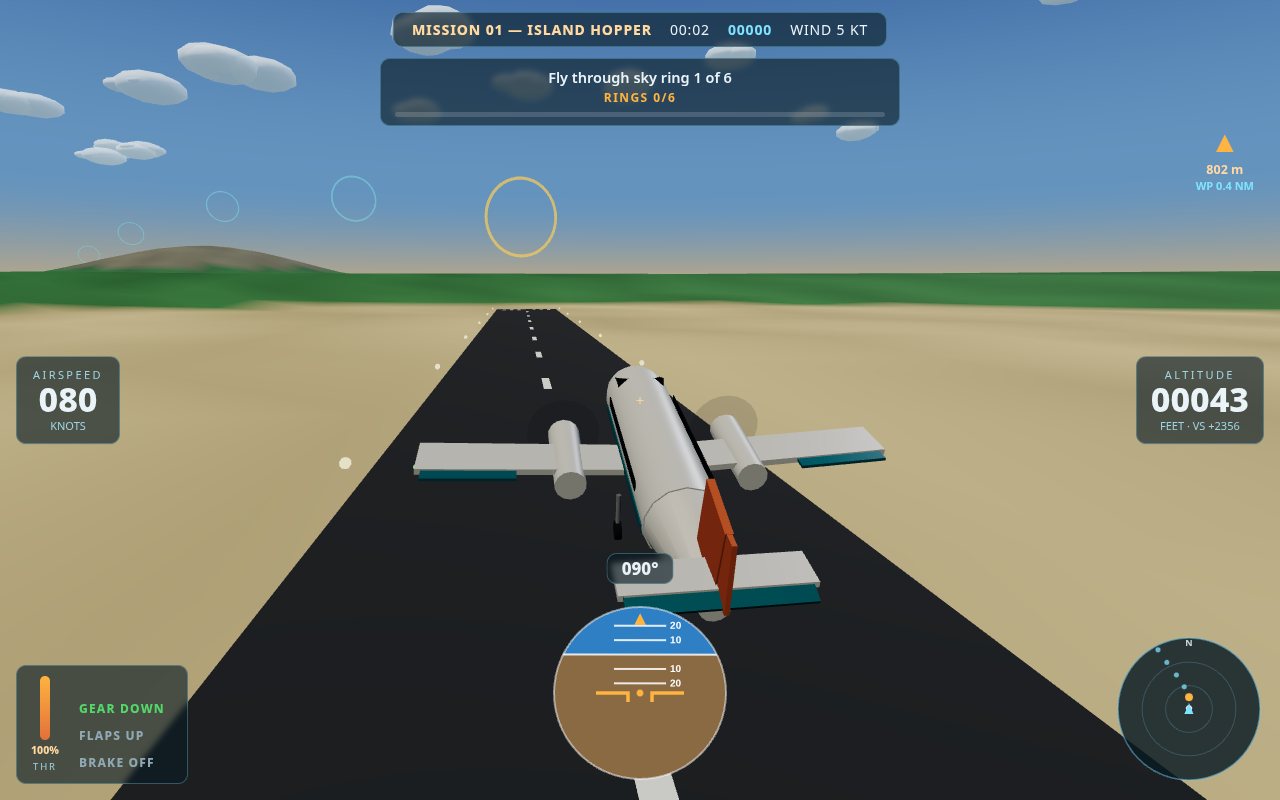 MISSION 01 — ISLAND HOPPER 00:02 00000 WIND 5 KT
Fly through sky ring 1 of 6
RINGS 0/6
802 m
WP 0.4 NM
AIRSPEED
080
KNOTS
ALTITUDE
00043
FEET · VS +2356
090°
20
10
10
20
GEAR DOWN
FLAPS UP
BRAKE OFF
100%
THR
N